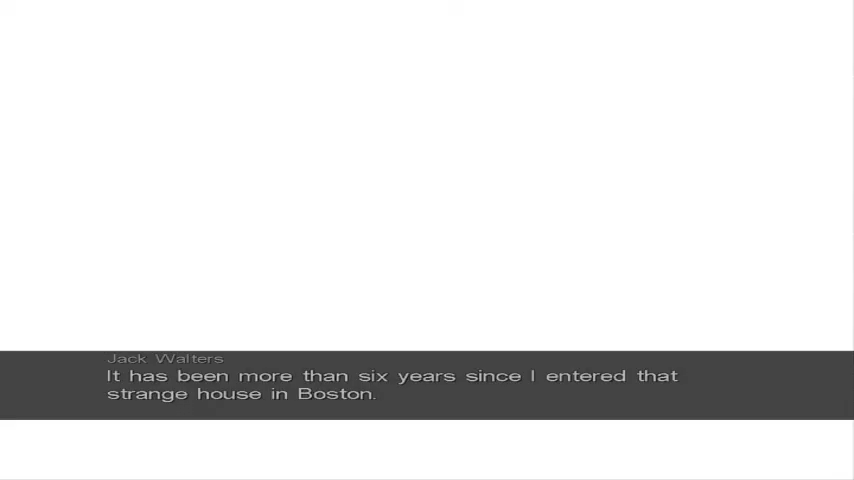 Jack Walters
It has been more than six years since I entered that
strange house in Boston.